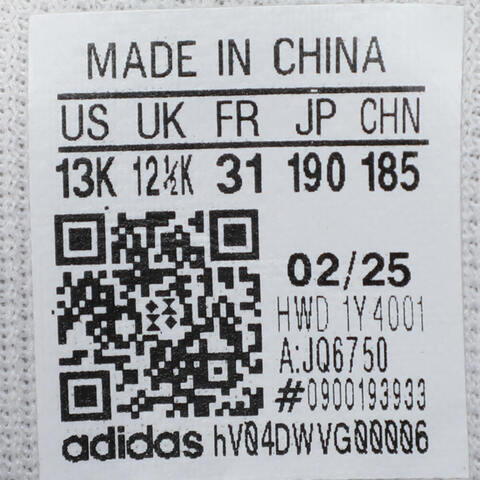 MADE IN CHINA
US UK FR JP CHN
13K 12½K 31 190 185
02/25
HWD 1Y4001
A:JQ6750
#0900193933
adidas hV04DWVG00006